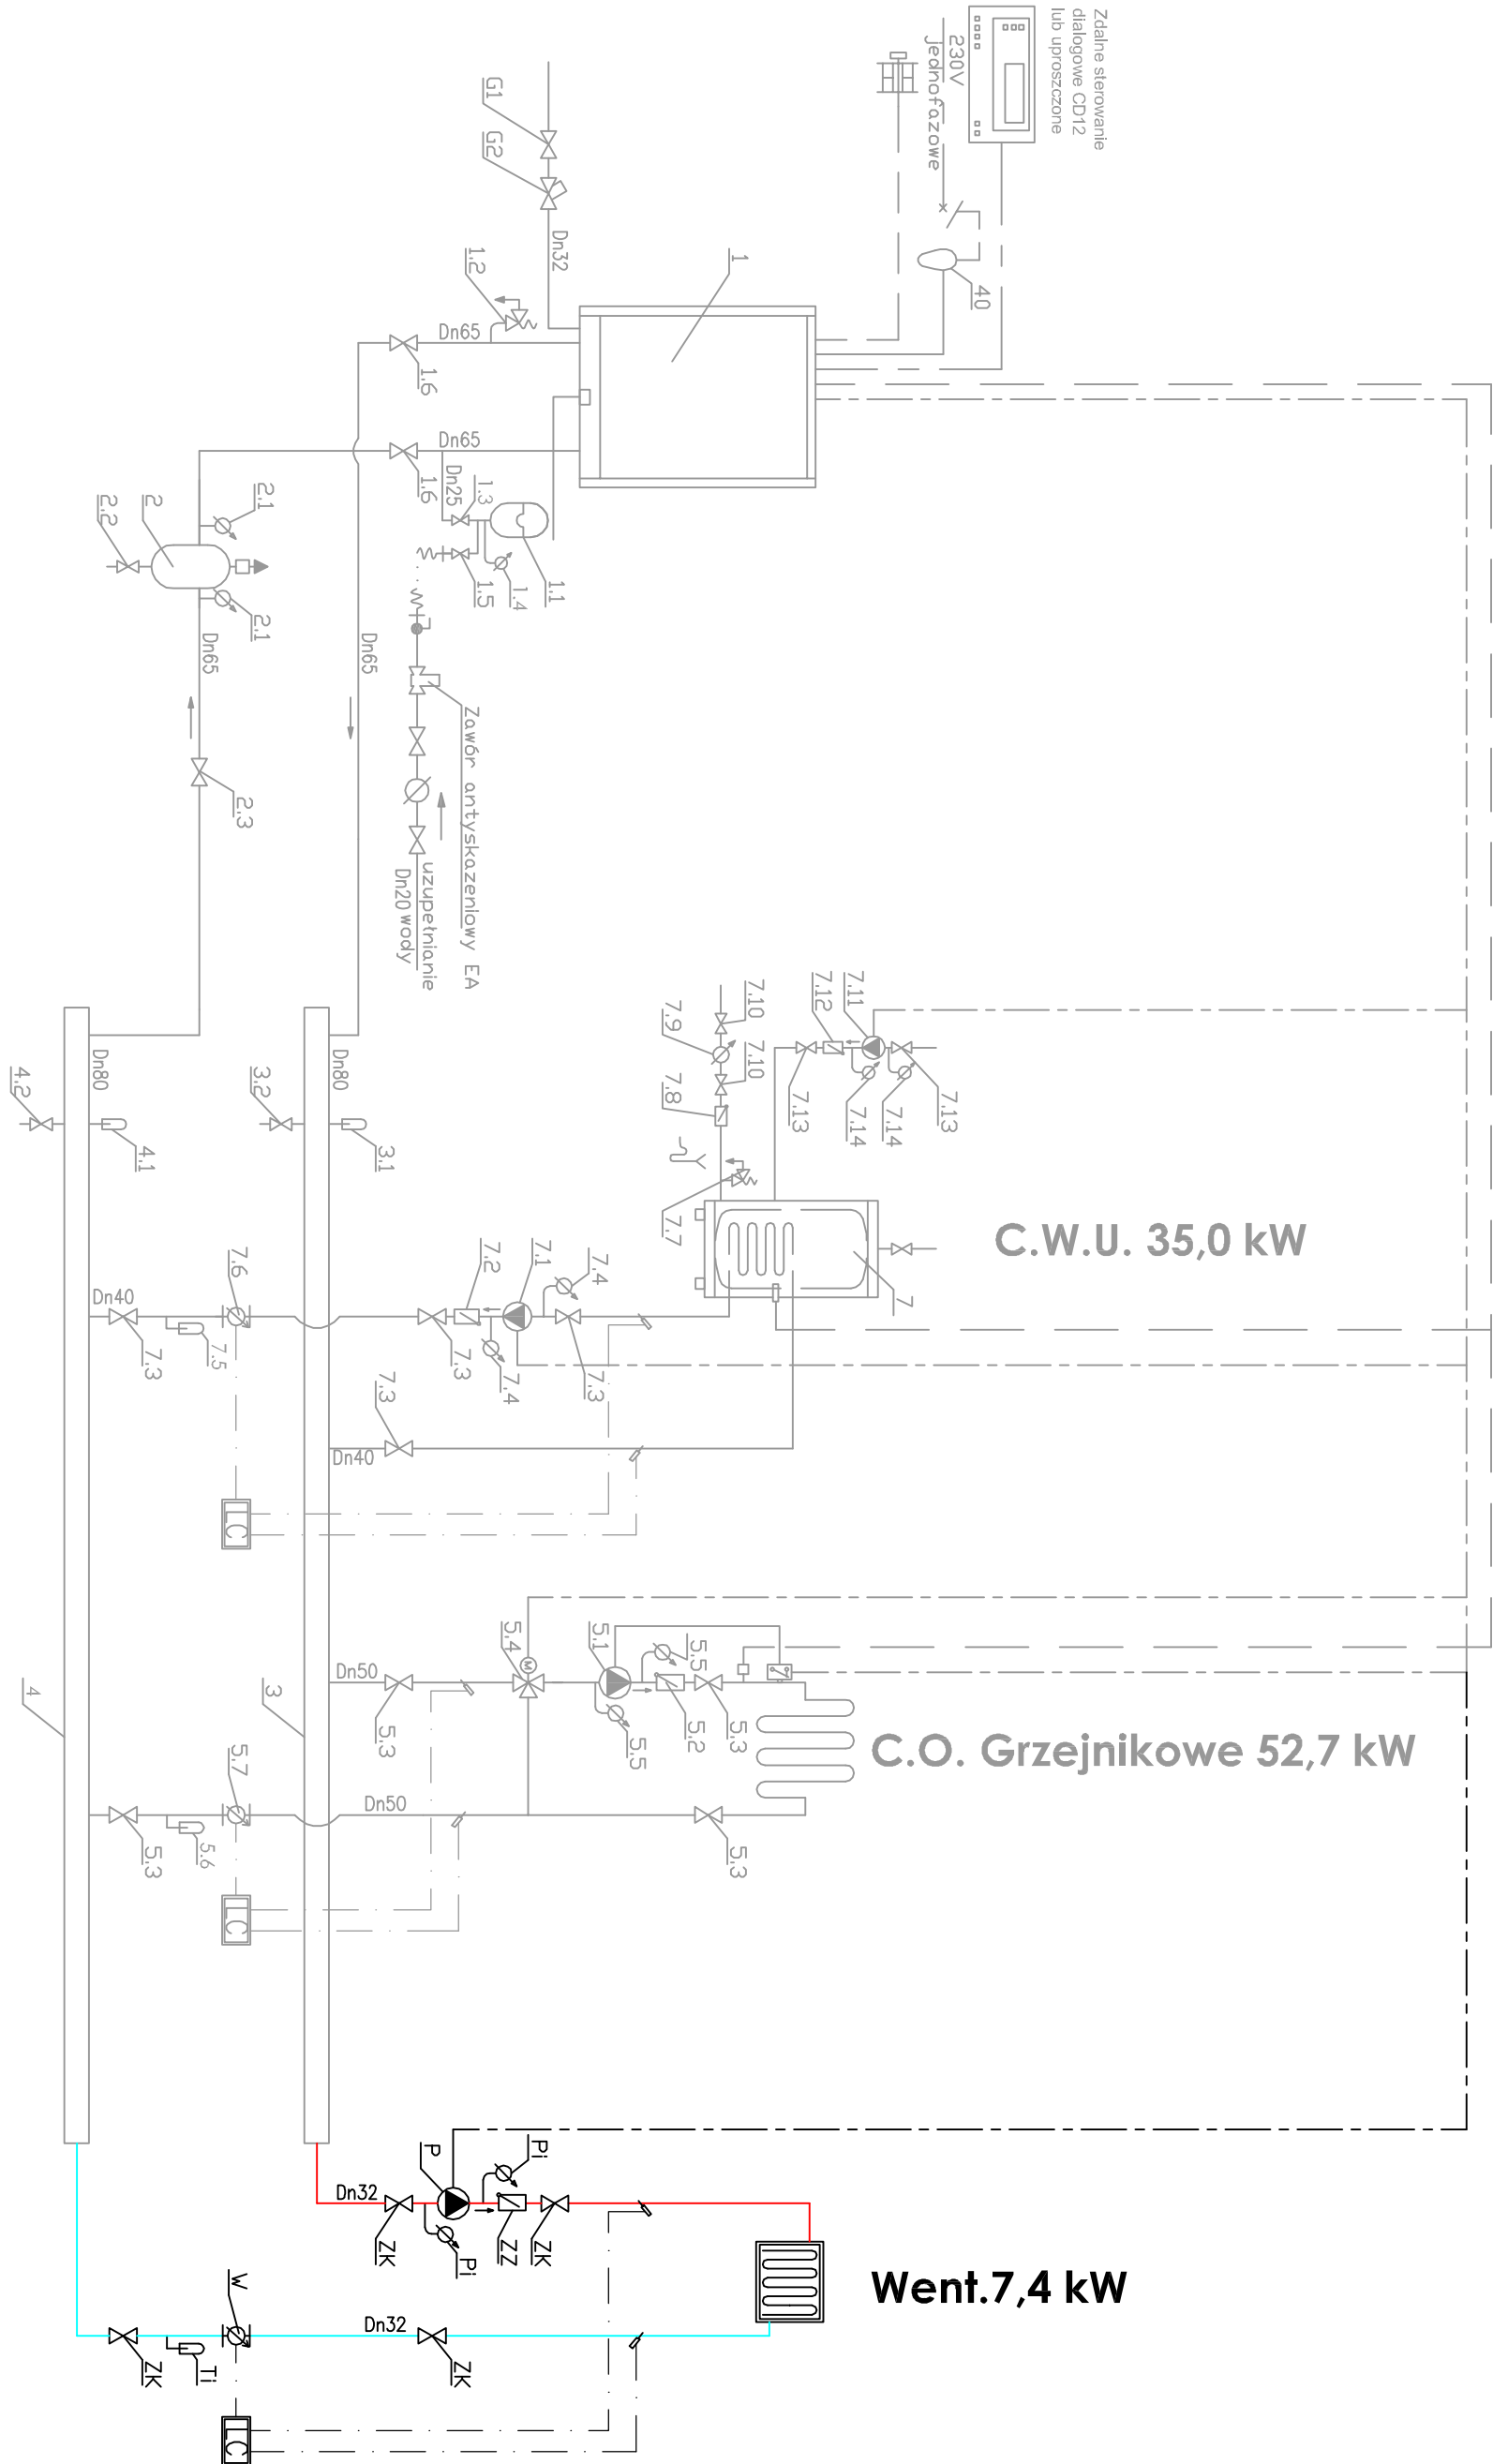 Zdalne sterowanie
dialogowe CD12
lub uproszczone
230V
jednofazowe
40
G1
G2
Dn32
1
1.2
Dn65
1.6
Dn65
1.6
Dn25
1.3
1.1
1.4
1.5
2.1
2
2.2
2.1
Dn65
Dn65
2.3
Zawór antyskażeniowy EA
uzupełnianie
Dn20 wody
7.10
7.9
7.10
7.8
7.12
7.11
7.13
7.14
7.14
7.13
7.7
7
C.W.U. 35,0 kW
Dn80
Dn80
4.2
4.1
3.2
3.1
7.6
7.2
7.1
7.4
Dn40
7.3
7.5
7.3
7.4
7.3
7.3
Dn40
LC
5.4
5.1
5.5
Dn50
M
5.3
5.5
5.2
5.3
4
3
C.O. Grzejnikowe 52,7 kW
5.7
Dn50
5.3
5.6
5.3
LC
P
Pi
Dn32
ZK
Pi
ZZ
ZK
Went.7,4 kW
W
Dn32
ZK
Ti
ZK
LC